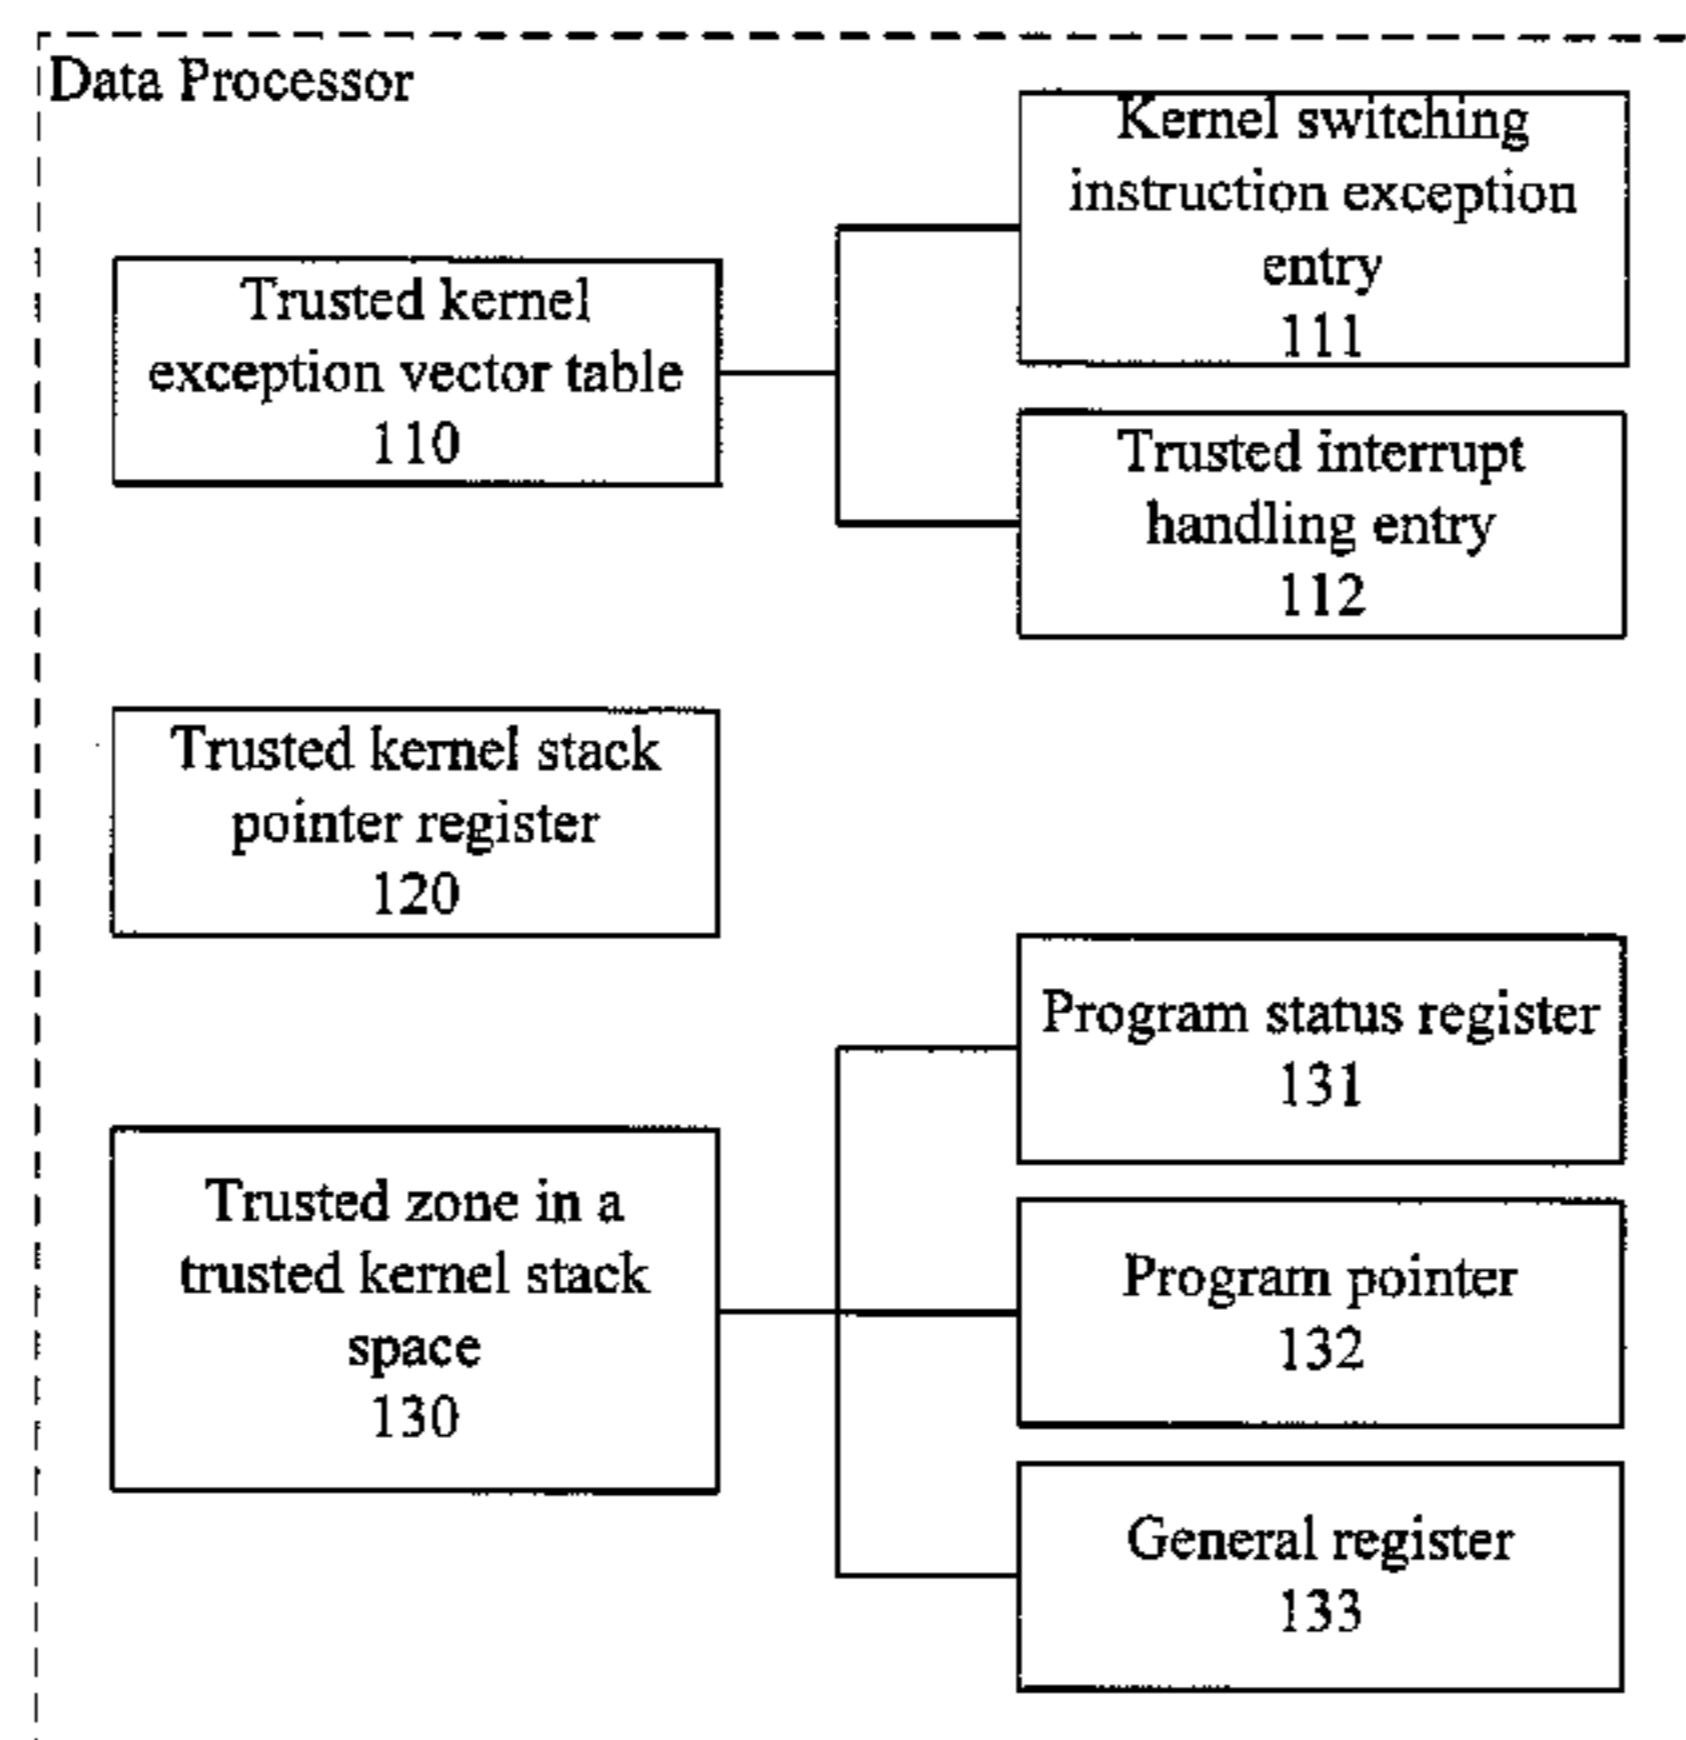 Data Processor
Kernel switching
instruction exception
entry
111
Trusted kernel
exception vector table
110
Trusted interrupt
handling entry
112
Trusted kernel stack
pointer register
120
Program status register
131
Trusted zone in a
trusted kernel stack
space
130
Program pointer
132
General register
133